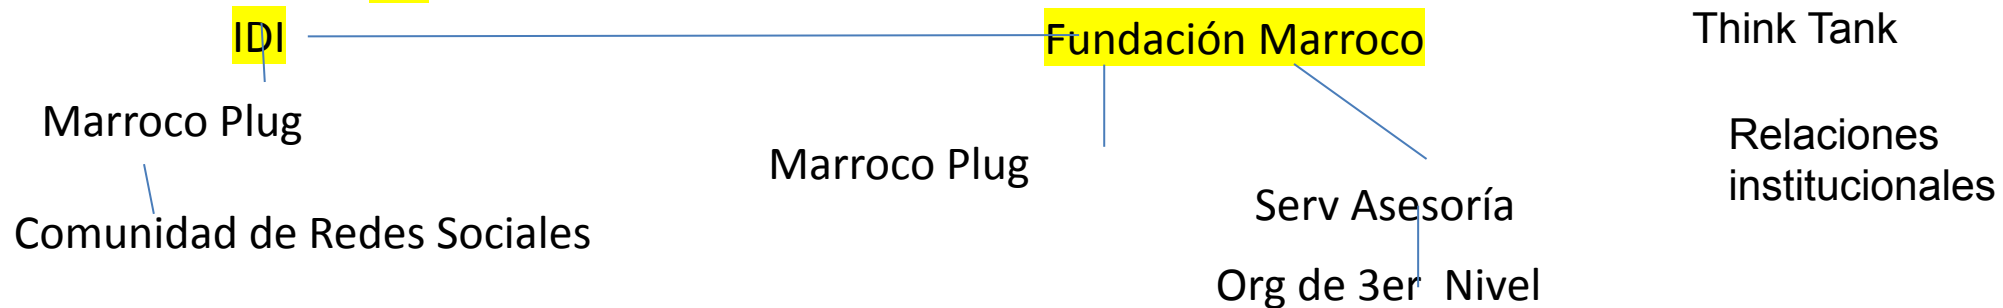 IDI
Fundación Marroco
Think Tank
Marroco Plug
Marroco Plug
Relaciones
institucionales
Comunidad de Redes Sociales
Serv Asesoría
Org de 3er Nivel